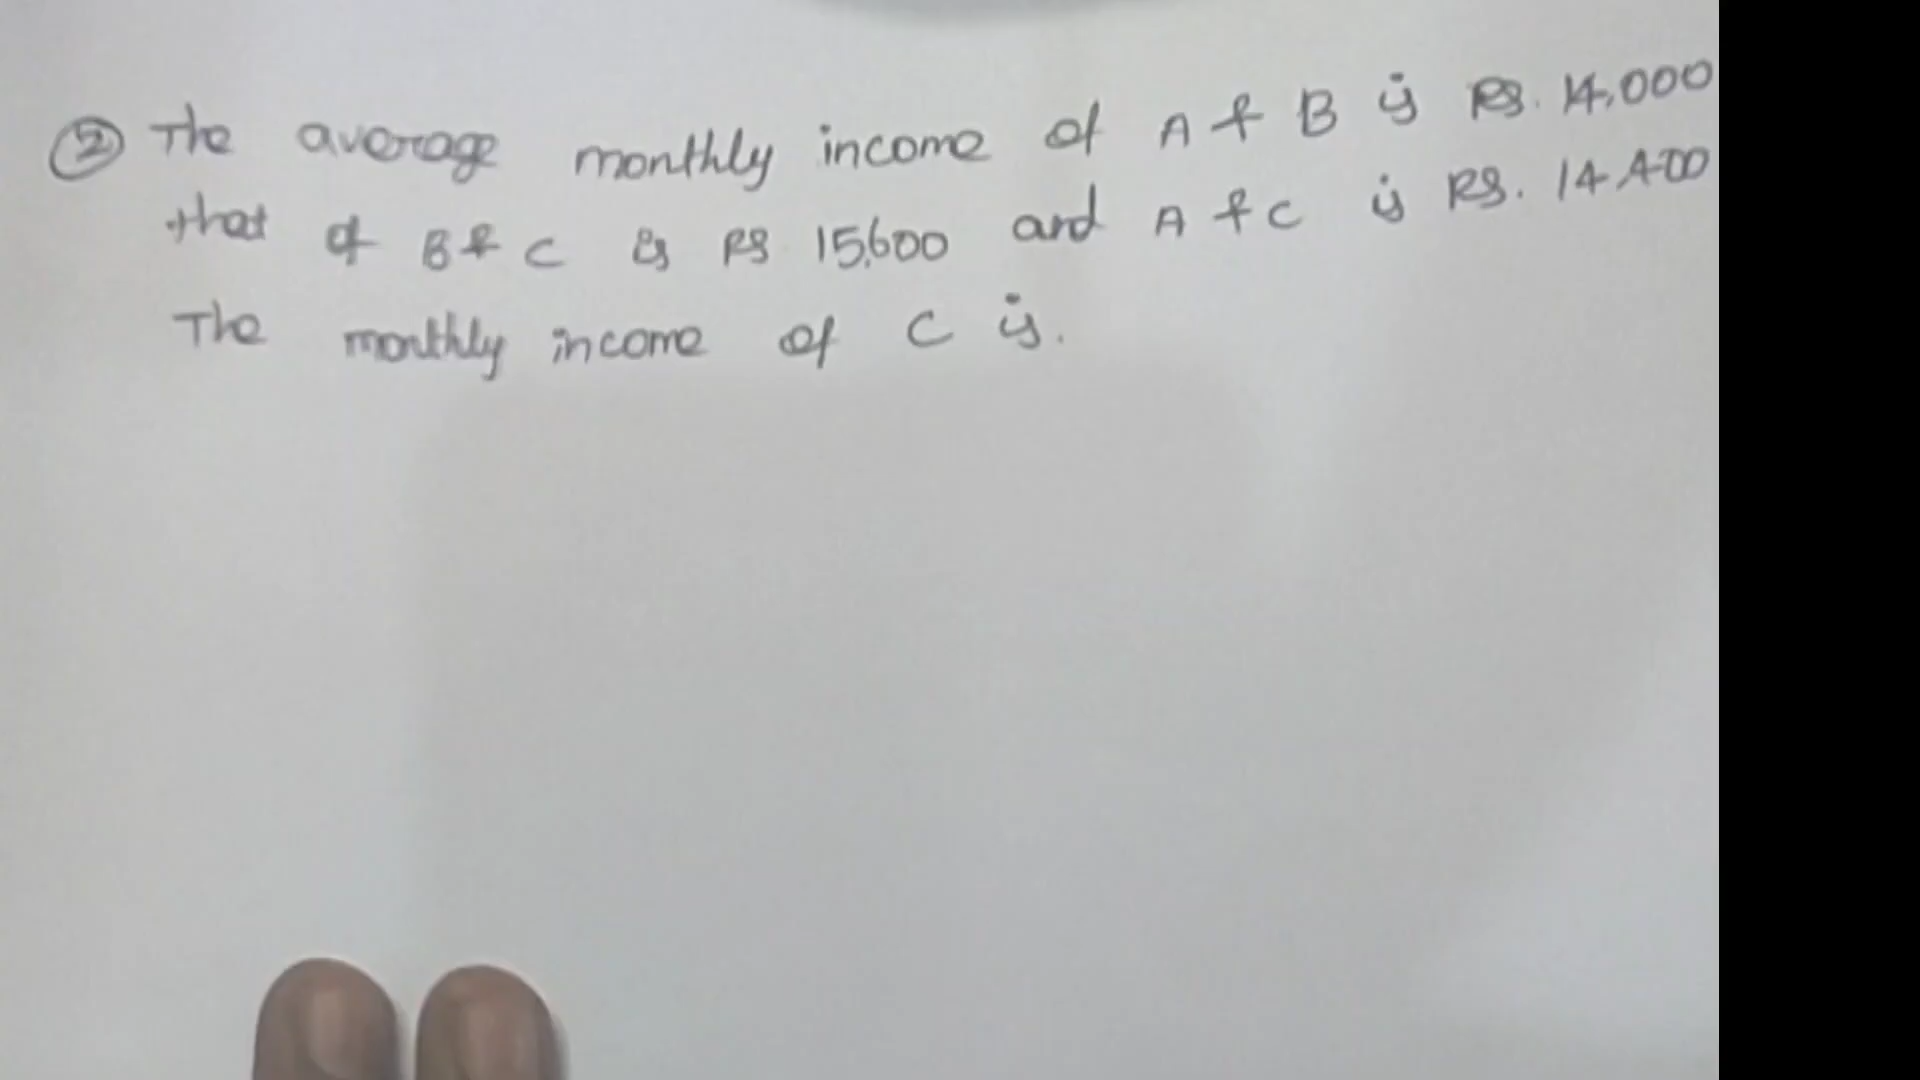 ② The average monthly income of A & B is Rs. 14,000
that of B & C is Rs 15,600 and A & C is Rs. 14,400
The monthly income of C is.